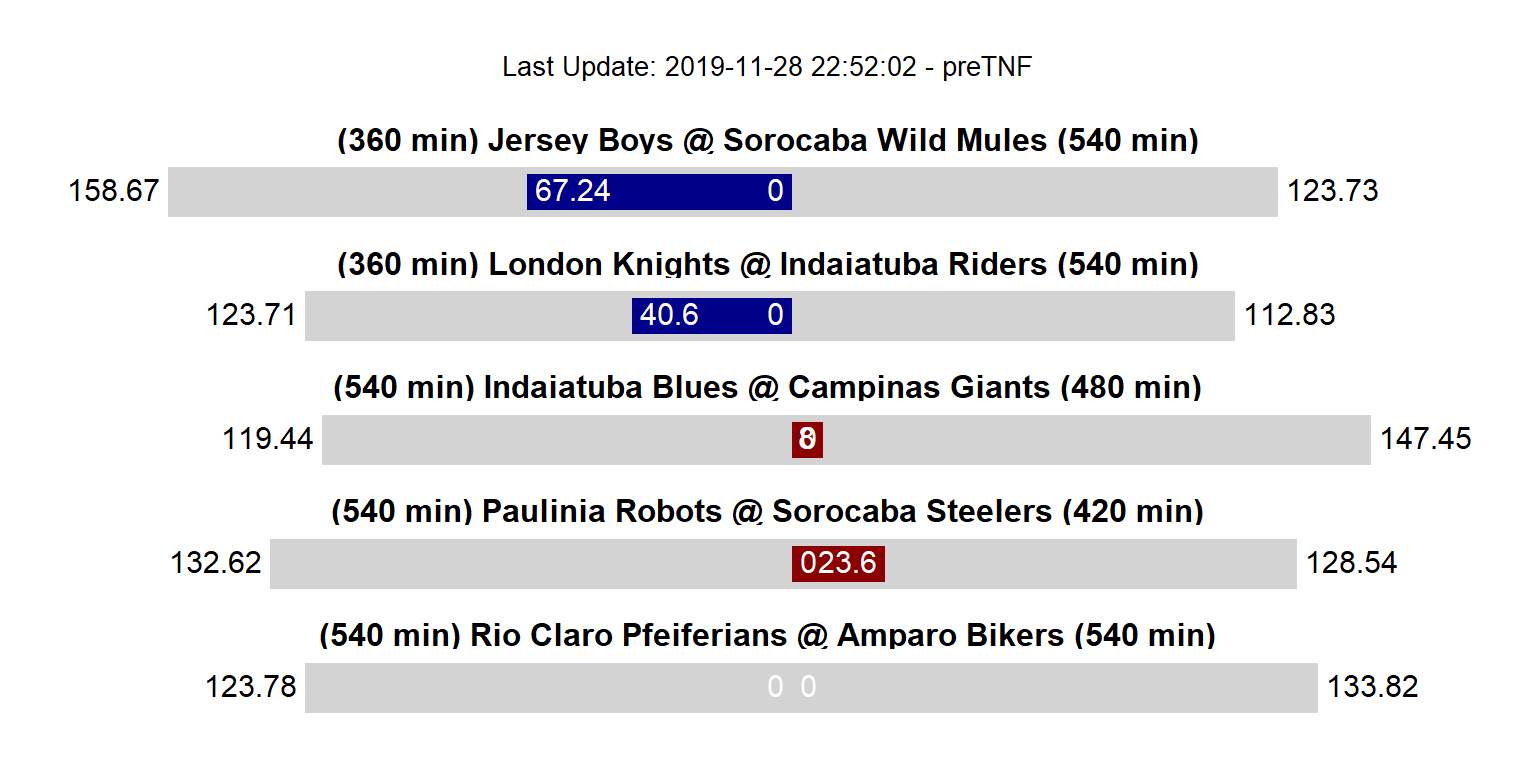 Last Update: 2019-11-28 22:52:02 - preTNF
(360 min) Jersey Boys @ Sorocaba Wild Mules (540 min)
158.67 67.24 0 123.73
(360 min) London Knights @ Indaiatuba Riders (540 min)
123.71 40.6 0 112.83
(540 min) Indaiatuba Blues @ Campinas Giants (480 min)
119.44 147.45
(540 min) Paulinia Robots @ Sorocaba Steelers (420 min)
132.62 023.6 128.54
(540 min) Rio Claro Pfeiferians @ Amparo Bikers (540 min)
123.78 0 0 133.82